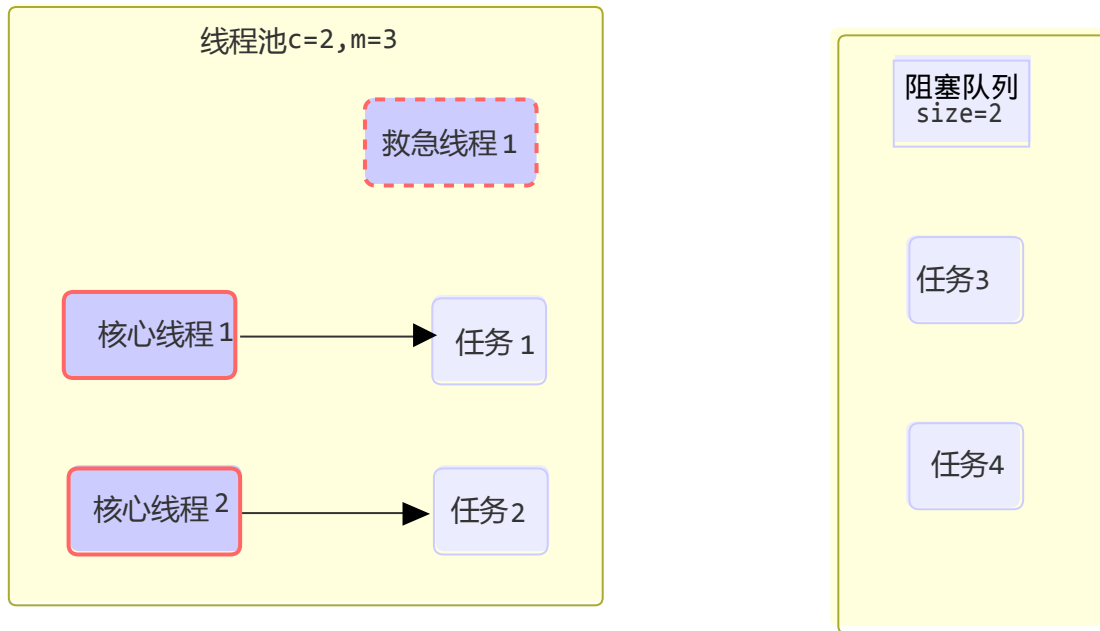 线程池c=2,m=3
救急线程1
核心线程1
任务1
核心线程2
任务2
阻塞队列
size=2
任务3
任务4